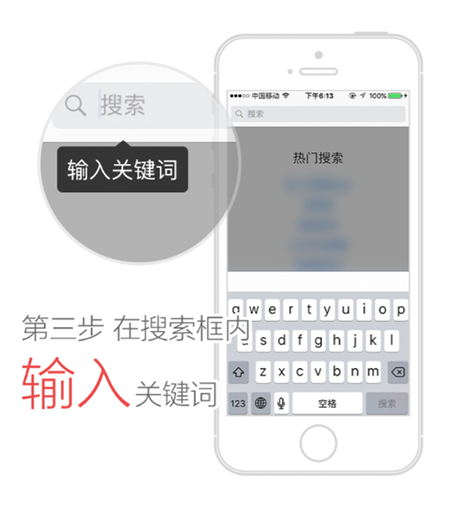 搜索
输入关键词
中国移动 下午6:13 100%
搜索
热门搜索
q w e r t y u i o p
s d f g h j k l
z x c v b n m
123 空格 搜索
第三步 在搜索框内
输入关键词